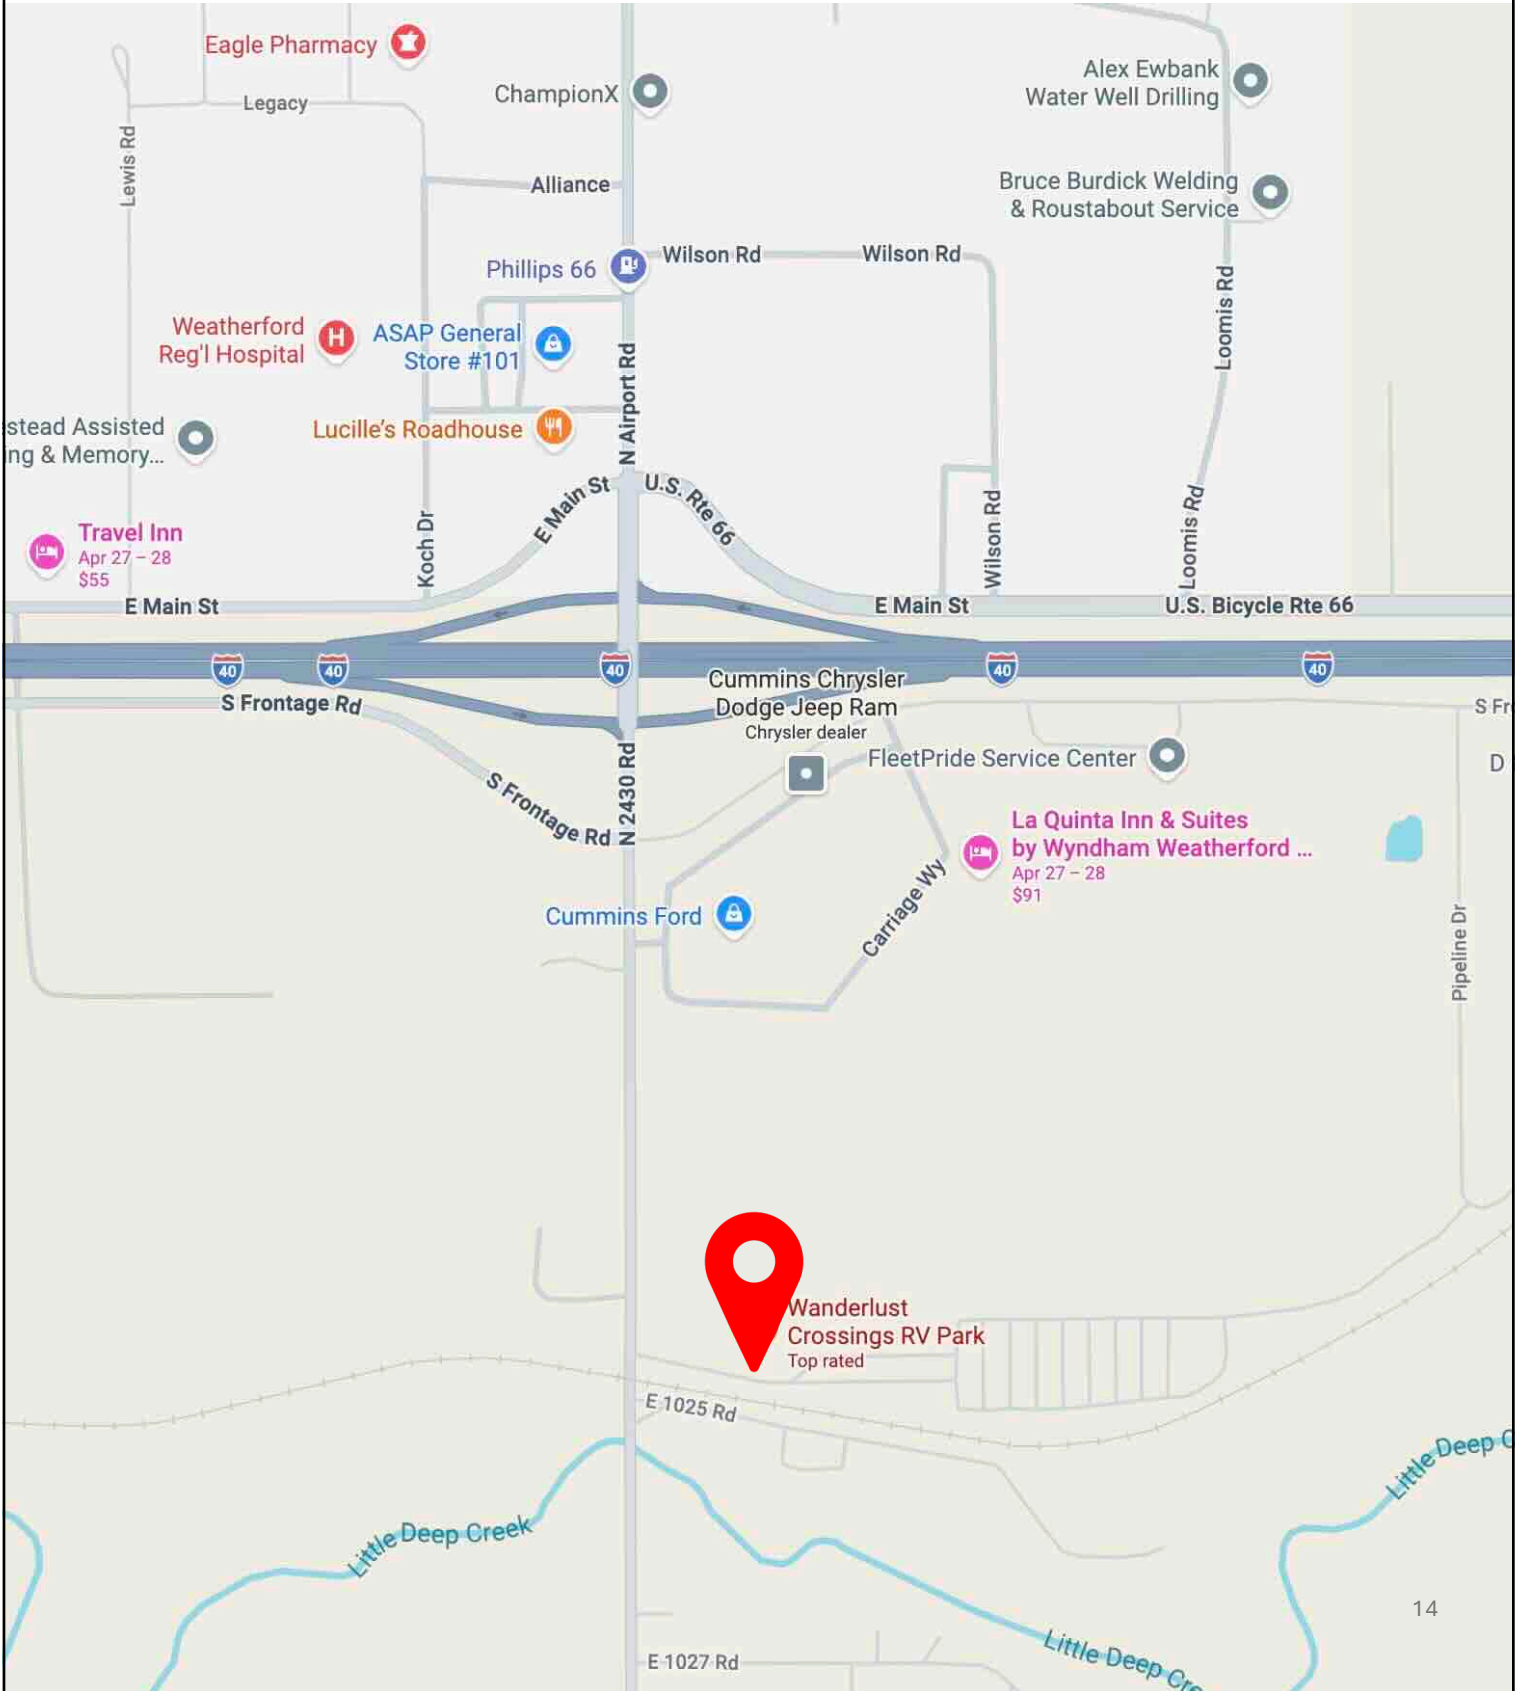 Eagle Pharmacy
Legacy
Lewis Rd
ChampionX
Alex Ewbank
Water Well Drilling
Alliance
Bruce Burdick Welding
& Roustabout Service
Phillips 66
Wilson Rd
Wilson Rd
Loomis Rd
Weatherford
Reg'l Hospital
H
ASAP General
Store #101
N Airport Rd
stead Assisted
ing & Memory...
Lucille's Roadhouse
E Main St
U.S. Rte 66
Koch Dr
Wilson Rd
Loomis Rd
Travel Inn
Apr 27 – 28
$55
E Main St
E Main St
U.S. Bicycle Rte 66
40
40
40
40
40
S Frontage Rd
Cummins Chrysler
Dodge Jeep Ram
Chrysler dealer
S Fr
FleetPride Service Center
D
S Frontage Rd
N 2430 Rd
La Quinta Inn & Suites
by Wyndham Weatherford ...
Apr 27 – 28
$91
Cummins Ford
Carriage Wy
Pipeline Dr
Wanderlust
Crossings RV Park
Top rated
E 1025 Rd
Little Deep C
Little Deep Creek
14
Little Deep Cre
E 1027 Rd